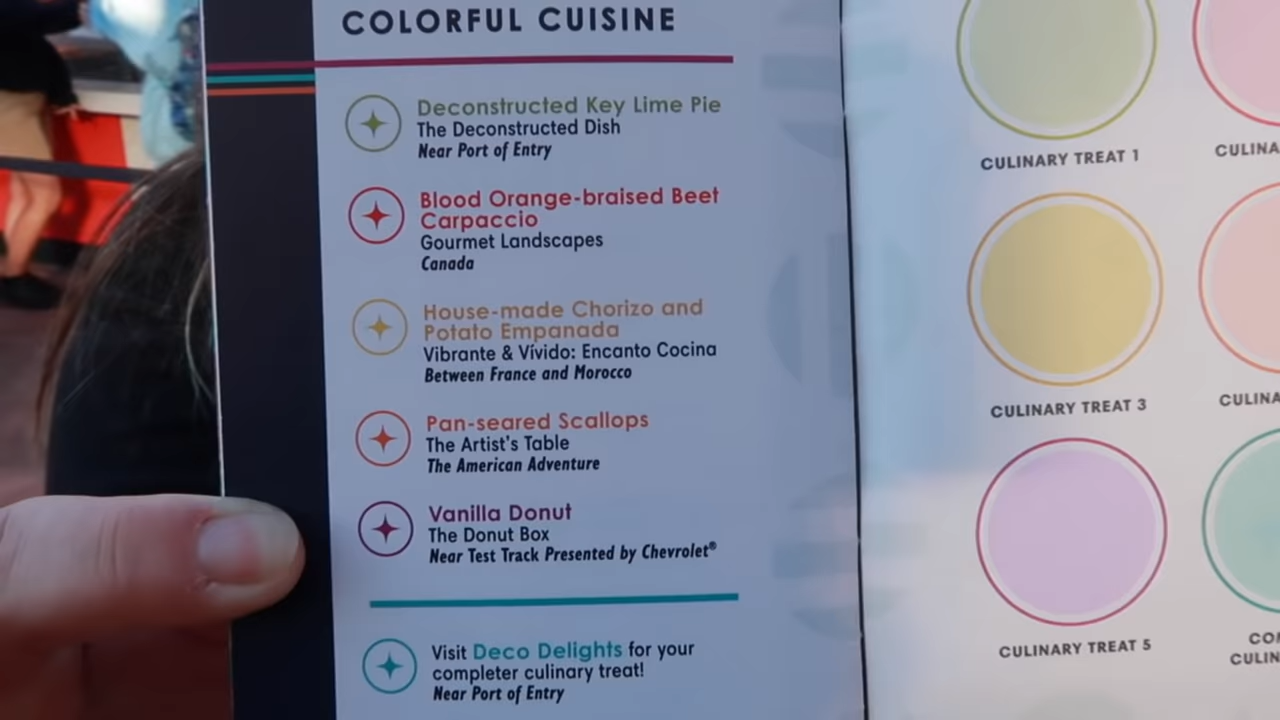 COLORFUL CUISINE
Deconstructed Key Lime Pie
The Deconstructed Dish
Near Port of Entry
Blood Orange-braised Beet
Carpaccio
Gourmet Landscapes
Canada
House-made Chorizo and
Potato Empanada
Vibrante & Vívido: Encanto Cocina
Between France and Morocco
Pan-seared Scallops
The Artist's Table
The American Adventure
Vanilla Donut
The Donut Box
Near Test Track Presented by Chevrolet®
Visit Deco Delights for your
completer culinary treat!
Near Port of Entry
CULINARY TREAT 1
CULINARY TREAT 3
CULINARY TREAT 5